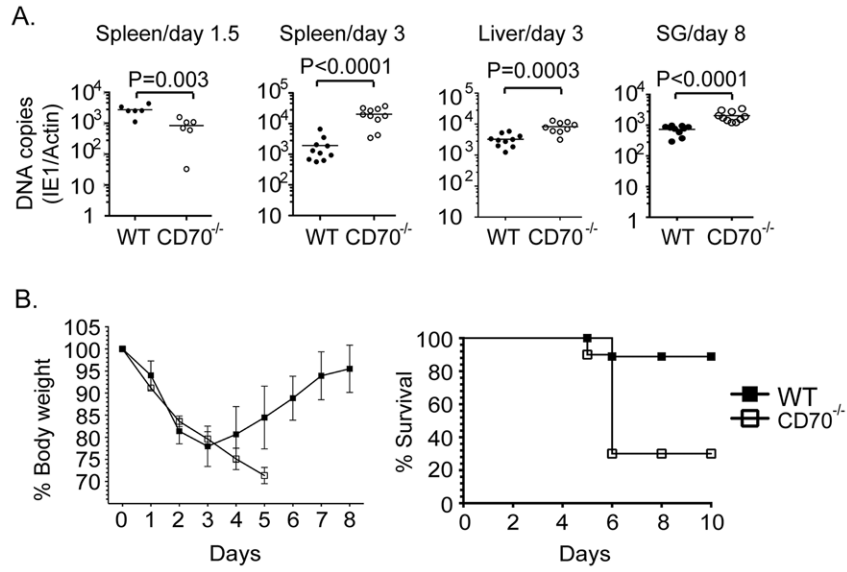 A.
Spleen/day 1.5 Spleen/day 3 Liver/day 3 SG/day 8
P=0.003 P<0.0001 P=0.0003 P<0.0001
DNA copies
(IE1/Actin)
10⁴ 10³ 10² 10 1
10⁵ 10⁴ 10³ 10² 10
10⁵ 10⁴ 10³ 10² 10
10⁴ 10³ 10² 10 1
WT CD70⁻/⁻ WT CD70⁻/⁻ WT CD70⁻/⁻ WT CD70⁻/⁻
B.
% Body weight
105
100
95
90
85
80
75
70
0 1 2 3 4 5 6 7 8
Days
% Survival
100
80
60
40
20
0
0 2 4 6 8 10
Days
WT
CD70⁻/⁻